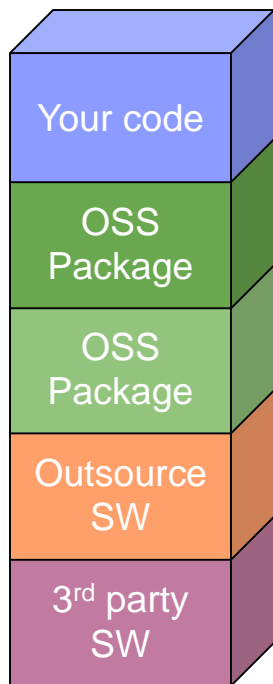 Your code
OSS
Package
OSS
Package
Outsource
SW
3rd party
SW